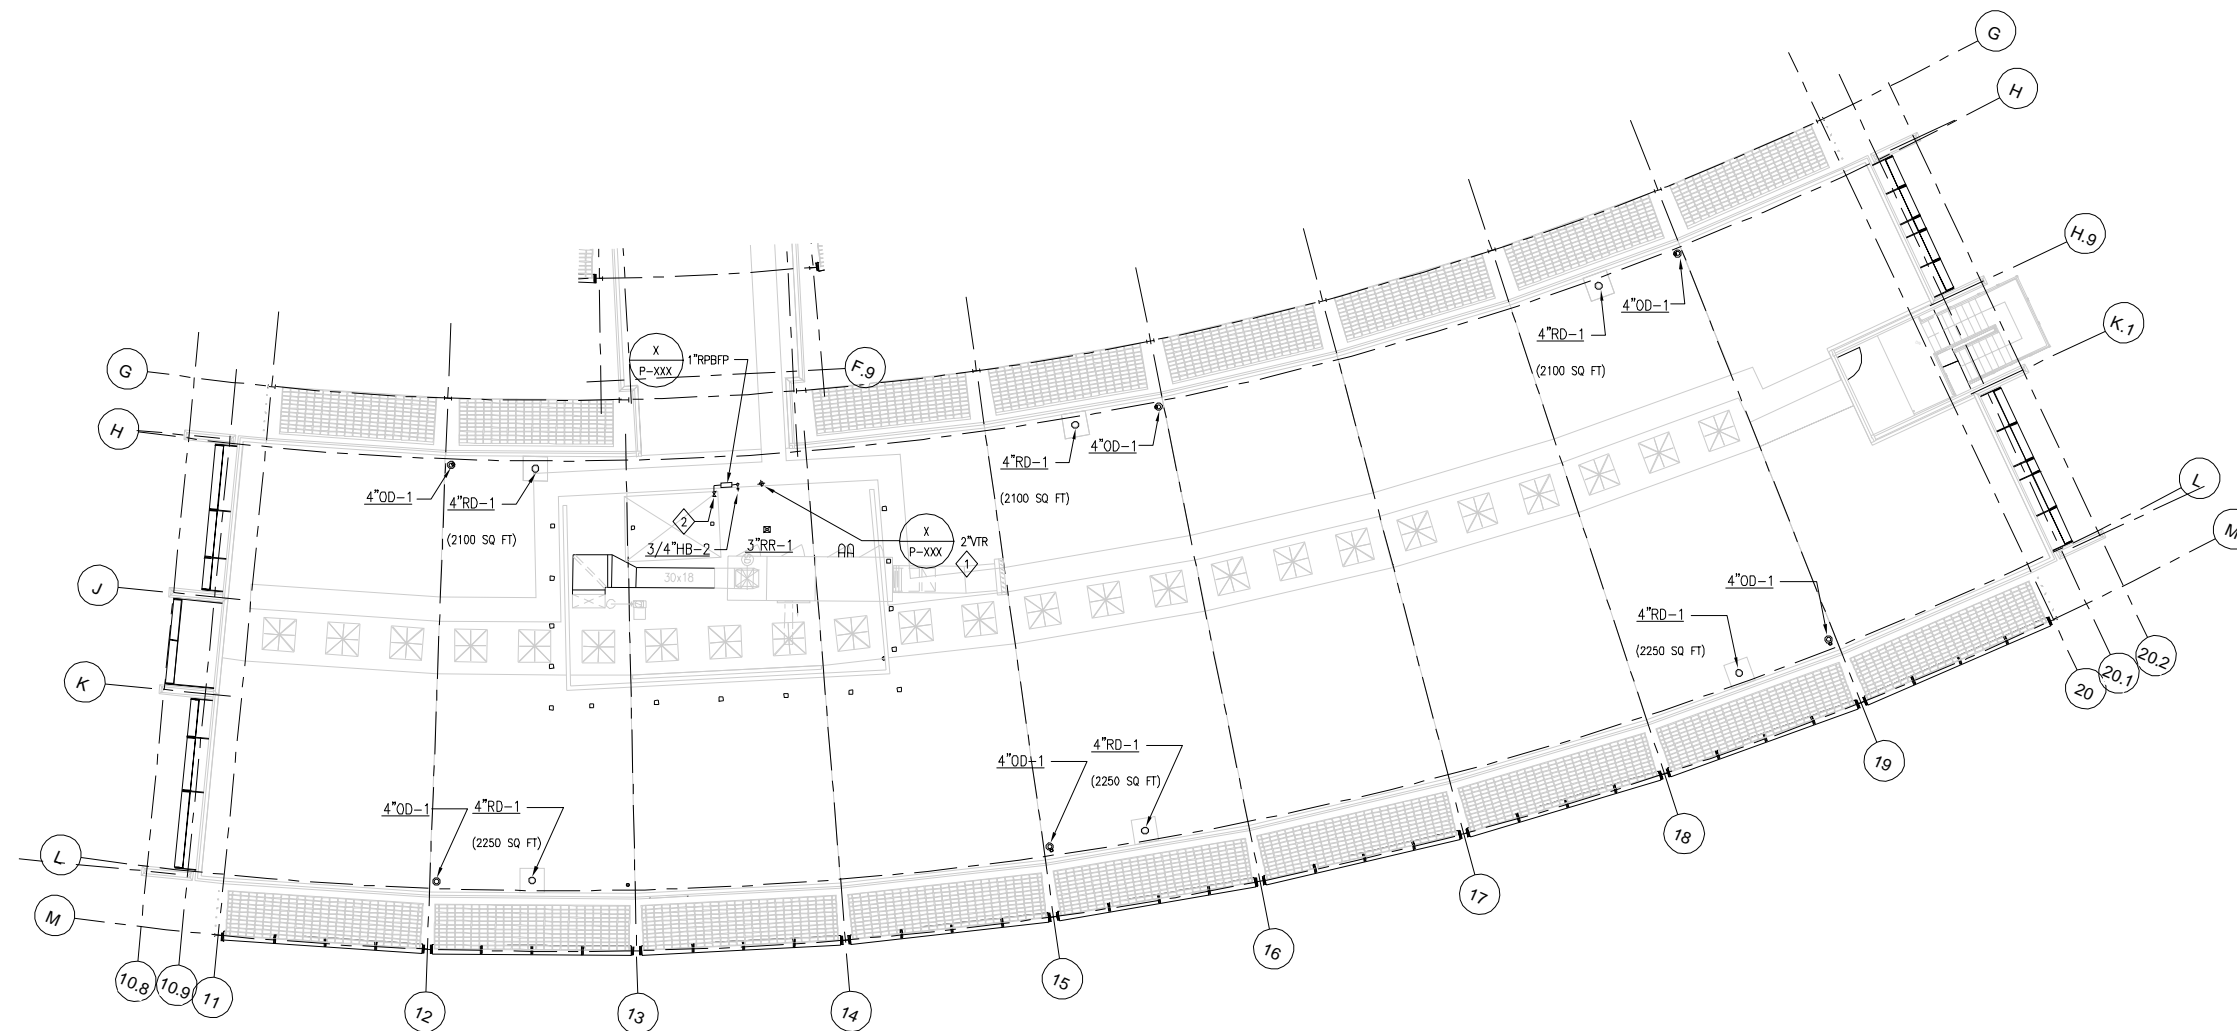 G
H
H.9
K.1
L
M
G
H
X
P-XXX
1"RPBFP
F.9
4"RD-1
(2100 SQ FT)
4"OD-1
4"RD-1
(2100 SQ FT)
4"OD-1
4"OD-1
4"RD-1
(2100 SQ FT)
2
3/4"HB-2
3"RR-1
AA
X
P-XXX
2"VTR
1
30x18
J
K
4"OD-1
4"RD-1
(2250 SQ FT)
4"OD-1
4"RD-1
(2250 SQ FT)
4"OD-1
4"RD-1
(2250 SQ FT)
L
M
10.8
10.9
11
12
13
14
15
16
17
18
19
20
20.1
20.2